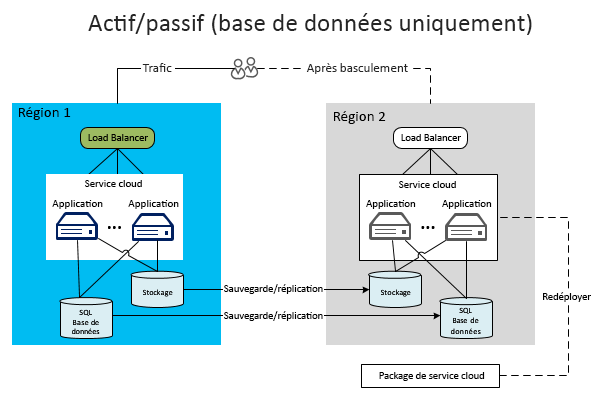 Actif/passif (base de données uniquement)
Trafic
Après basculement
Région 1
Région 2
Load Balancer
Load Balancer
Service cloud
Service cloud
Application
Application
Application
Application
...
...
Stockage
Sauvegarde/réplication
Stockage
Redéployer
SQL
Base de
données
Sauvegarde/réplication
SQL
Base de
données
Package de service cloud